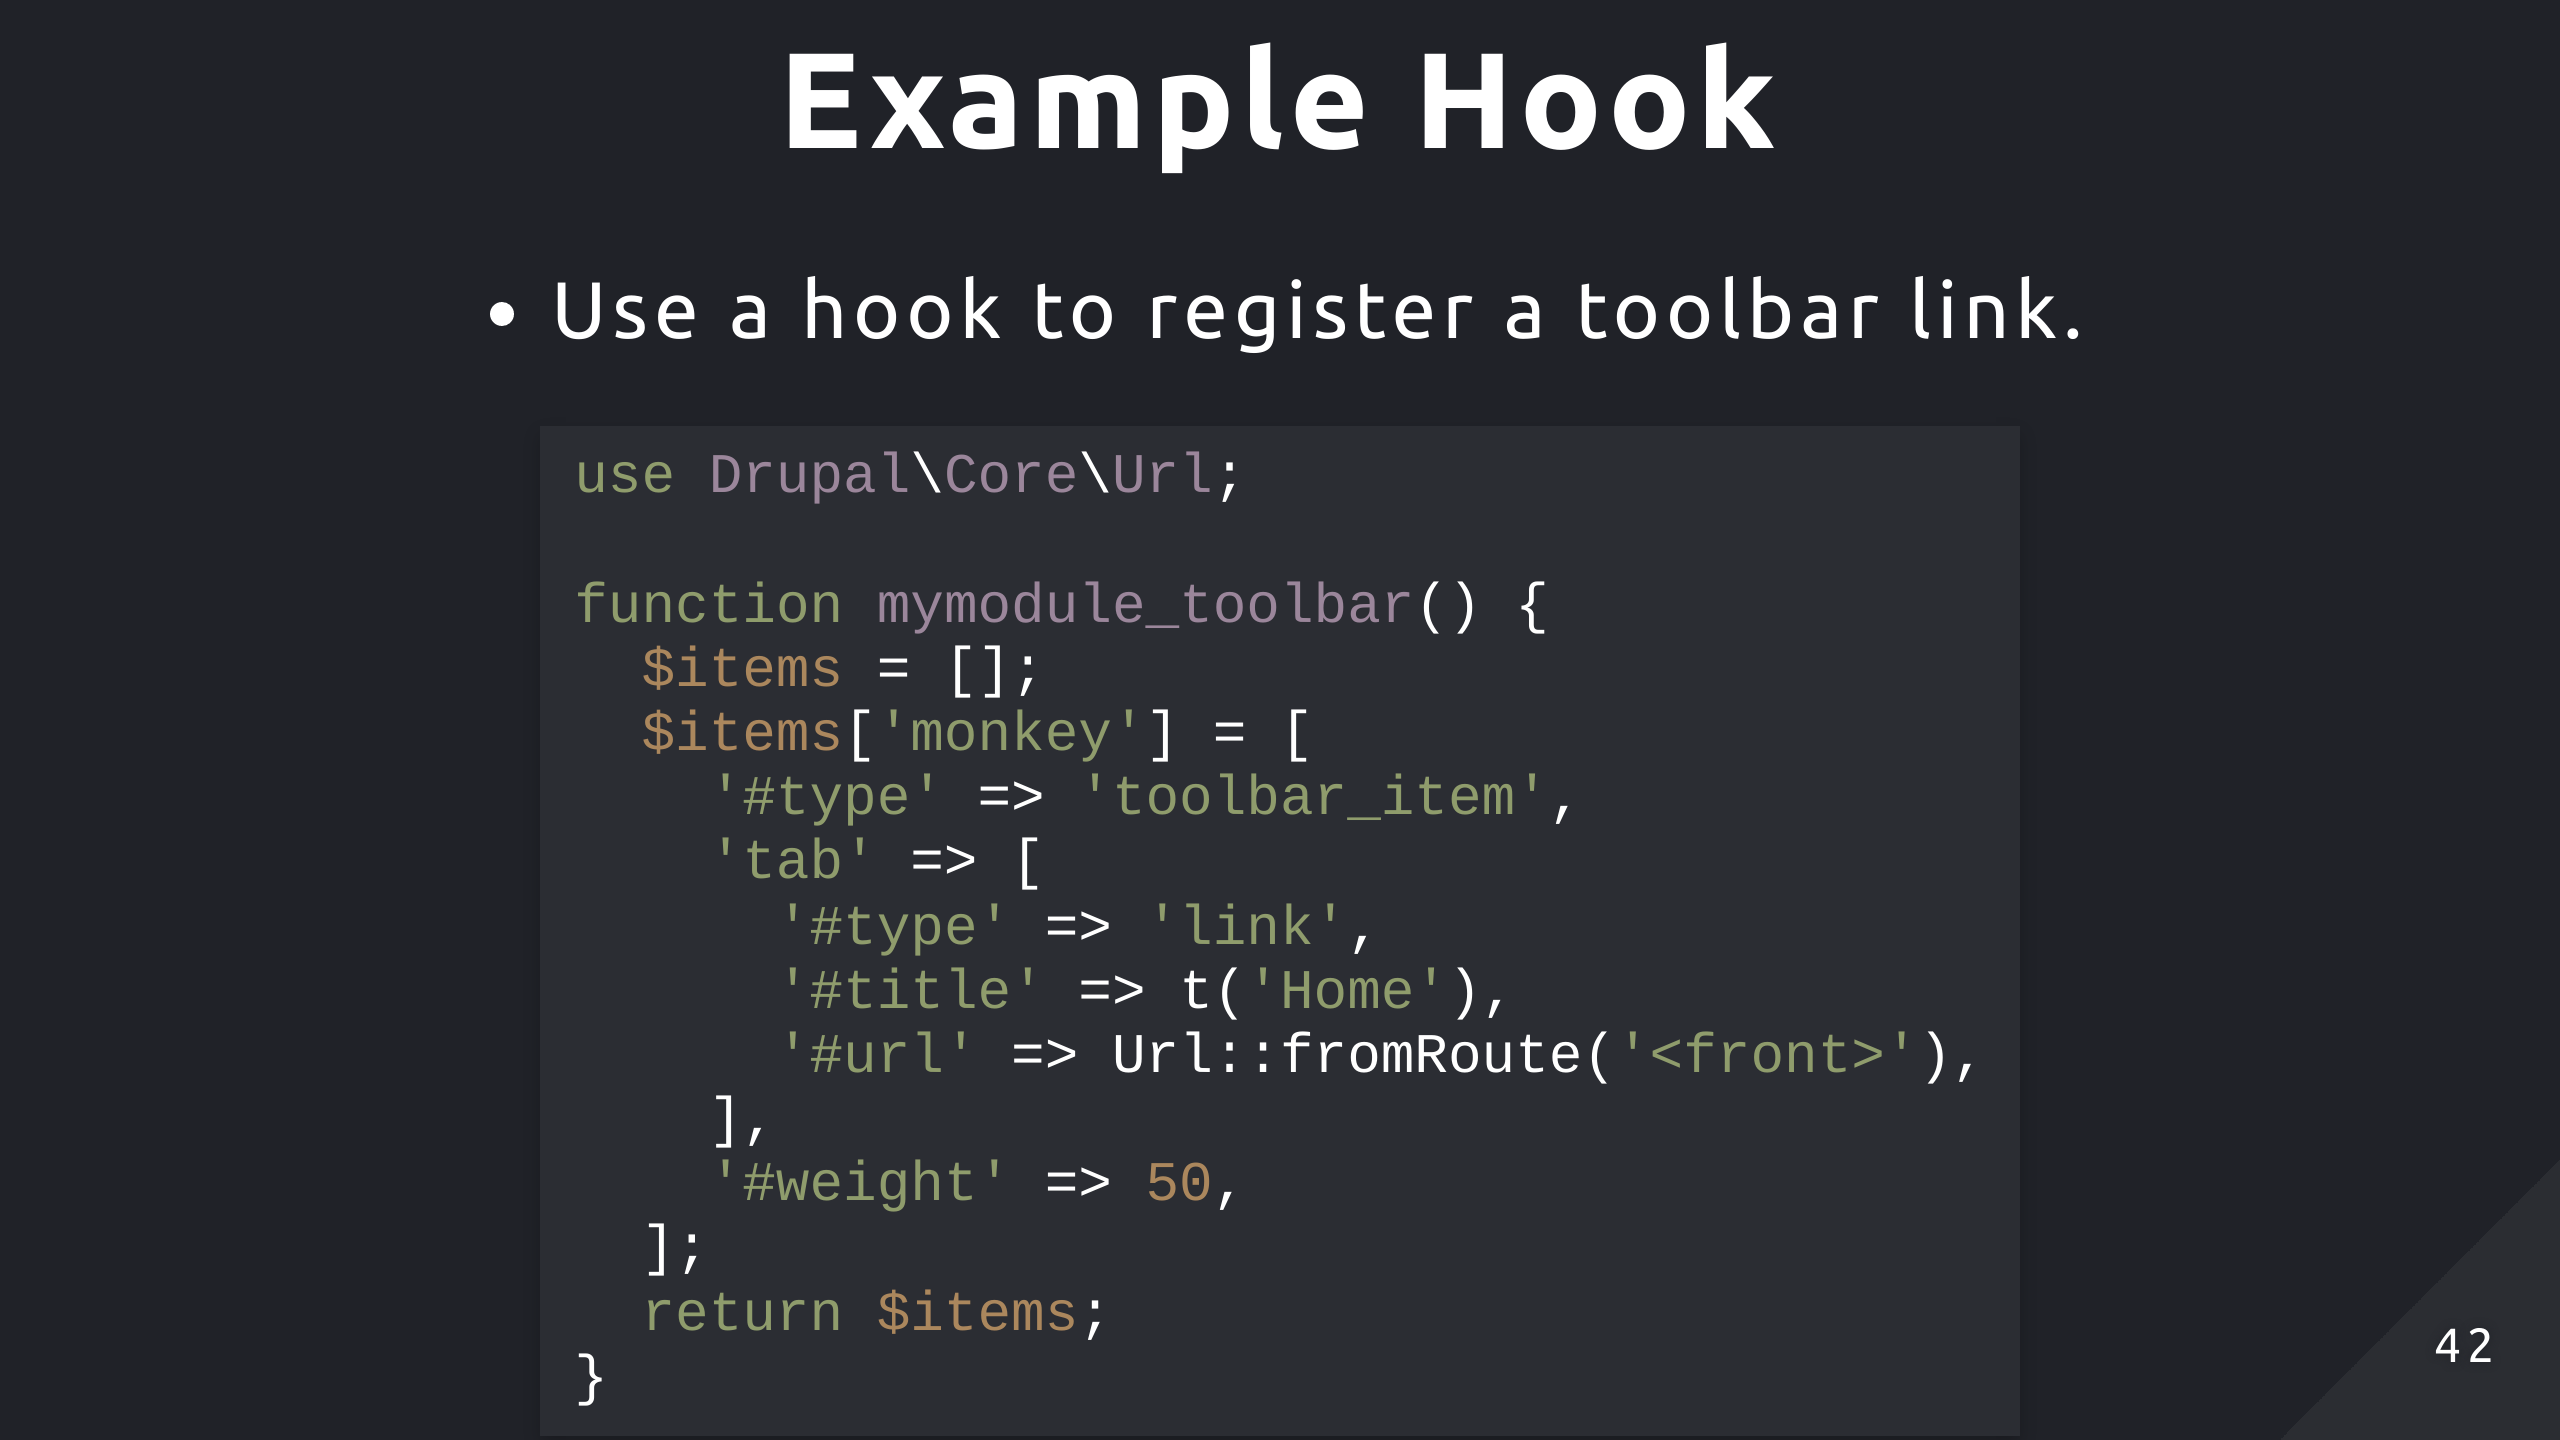 Example Hook
• Use a hook to register a toolbar link.
use Drupal\Core\Url;

function mymodule_toolbar() {
  $items = [];
  $items['monkey'] = [
    '#type' => 'toolbar_item',
    'tab' => [
      '#type' => 'link',
      '#title' => t('Home'),
      '#url' => Url::fromRoute('<front>'),
    ],
    '#weight' => 50,
  ];
  return $items;
}
42